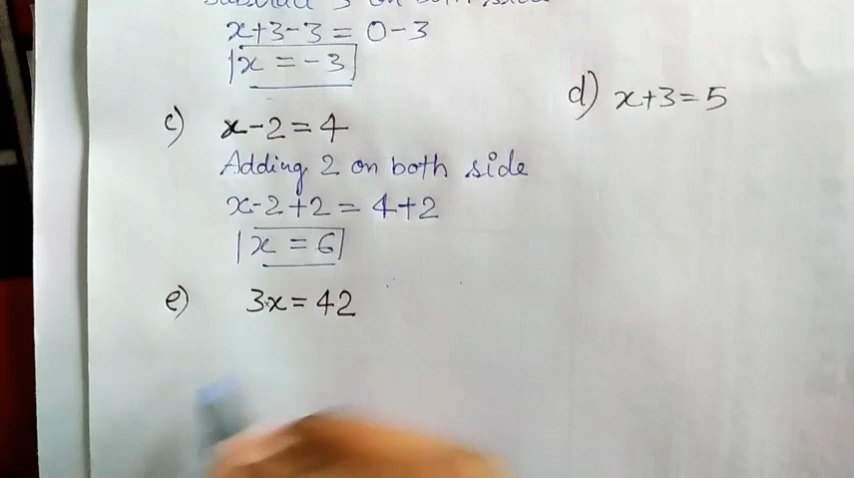 x+3-3 = 0-3
x = -3
c) x-2=4
Adding 2 on both side
x-2+2 = 4+2
x = 6
e) 3x=42
d) x+3=5